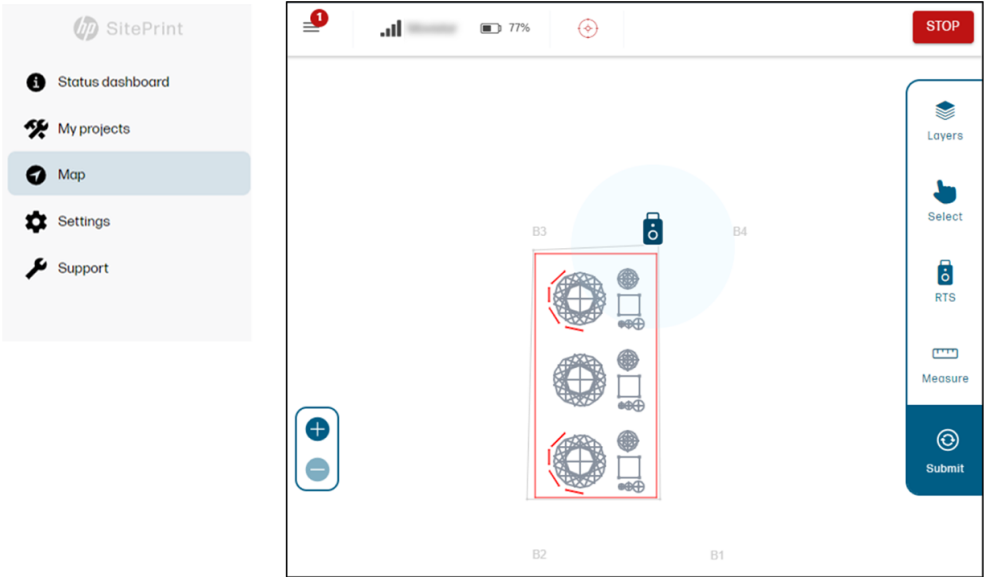 hp SitePrint
Status dashboard
My projects
Map
Settings
Support
1
77%
STOP
Layers
Select
RTS
Measure
Submit
B3
B4
B2
B1